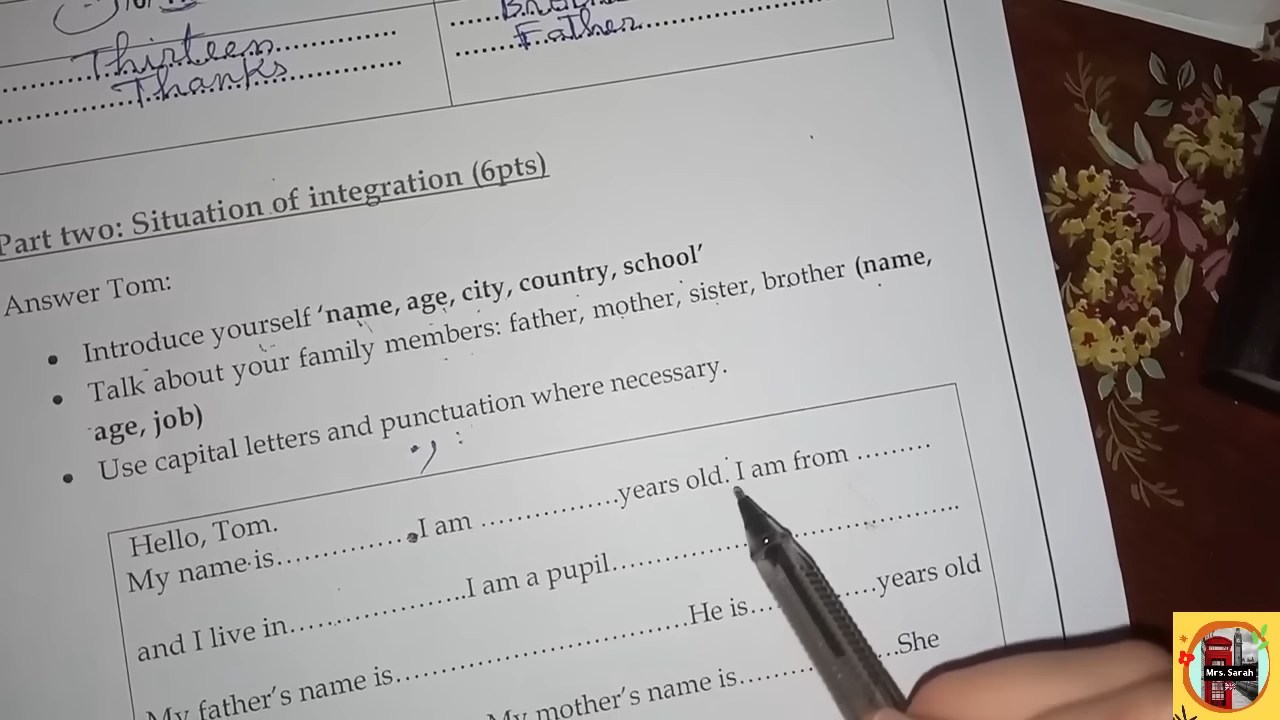 Thirteen
Father
Thanks
Part two: Situation of integration (6pts)
Answer Tom:
• Introduce yourself ‘name, age, city, country, school’
• Talk about your family members: father, mother, sister, brother (name,
age, job)
• Use capital letters and punctuation where necessary.
Hello, Tom.
My name is...............I am ................years old. I am from .........
and I live in....................I am a pupil.......................................
My father’s name is..................................He is..............years old
My mother’s name is..................She
Mrs. Sarah